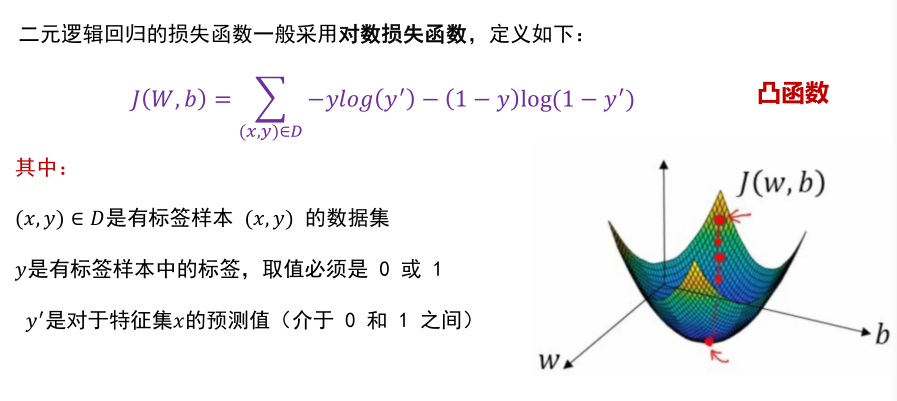 二元逻辑回归的损失函数一般采用对数损失函数，定义如下：
J(W, b) = ∑_{(x,y)∈D} −ylog(y′) − (1 − y)log(1 − y′)
凸函数
其中：
(x, y) ∈ D是有标签样本 (x, y) 的数据集
y是有标签样本中的标签，取值必须是 0 或 1
y′是对于特征集x的预测值（介于 0 和 1 之间）
J(w, b)
b
w